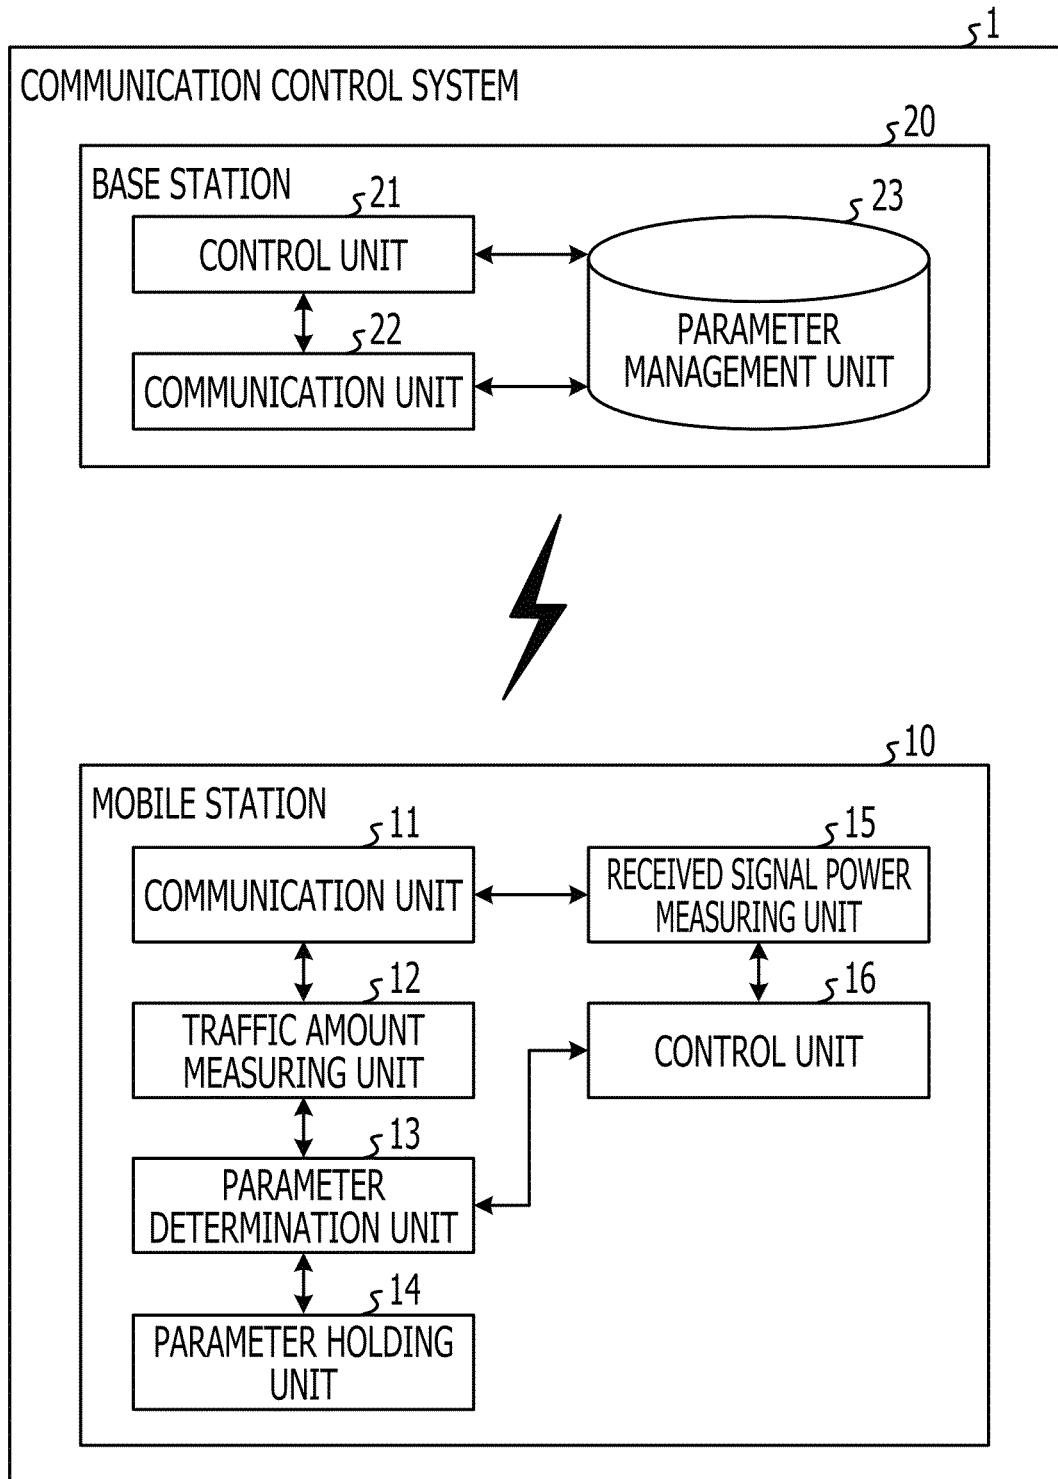 1
COMMUNICATION CONTROL SYSTEM
20
BASE STATION
21
CONTROL UNIT
23
PARAMETER
MANAGEMENT UNIT
22
COMMUNICATION UNIT
10
MOBILE STATION
11
COMMUNICATION UNIT
15
RECEIVED SIGNAL POWER
MEASURING UNIT
12
TRAFFIC AMOUNT
MEASURING UNIT
16
CONTROL UNIT
13
PARAMETER
DETERMINATION UNIT
14
PARAMETER HOLDING
UNIT